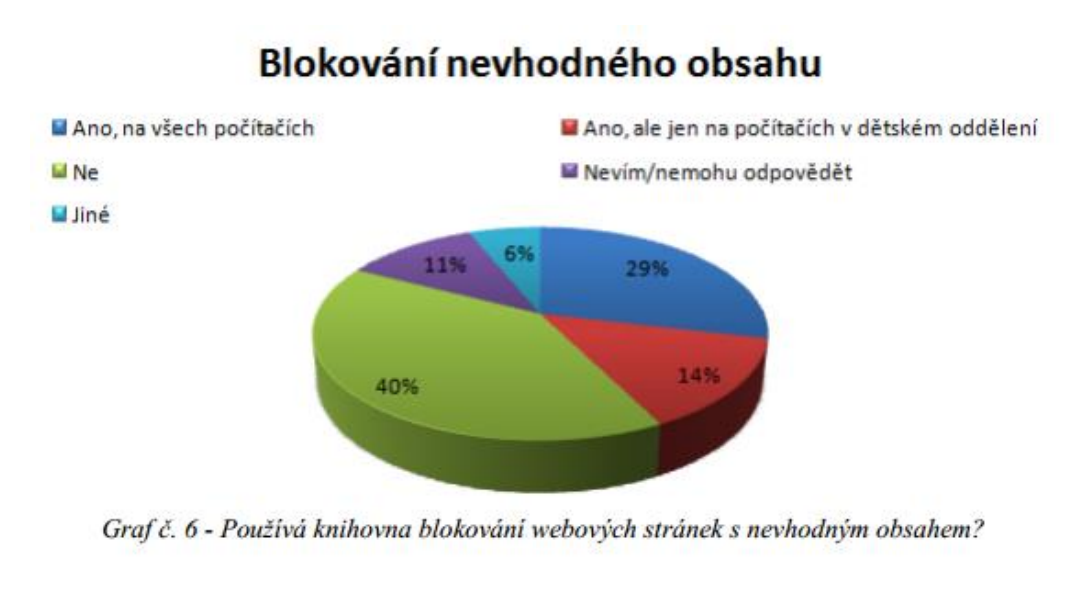 Blokování nevhodného obsahu
Ano, na všech počítačích
Ano, ale jen na počítačích v dětském oddělení
Ne
Nevím/nemohu odpovědět
Jiné
6%
11%
29%
14%
40%
Graf č. 6 - Používá knihovna blokování webových stránek s nevhodným obsahem?